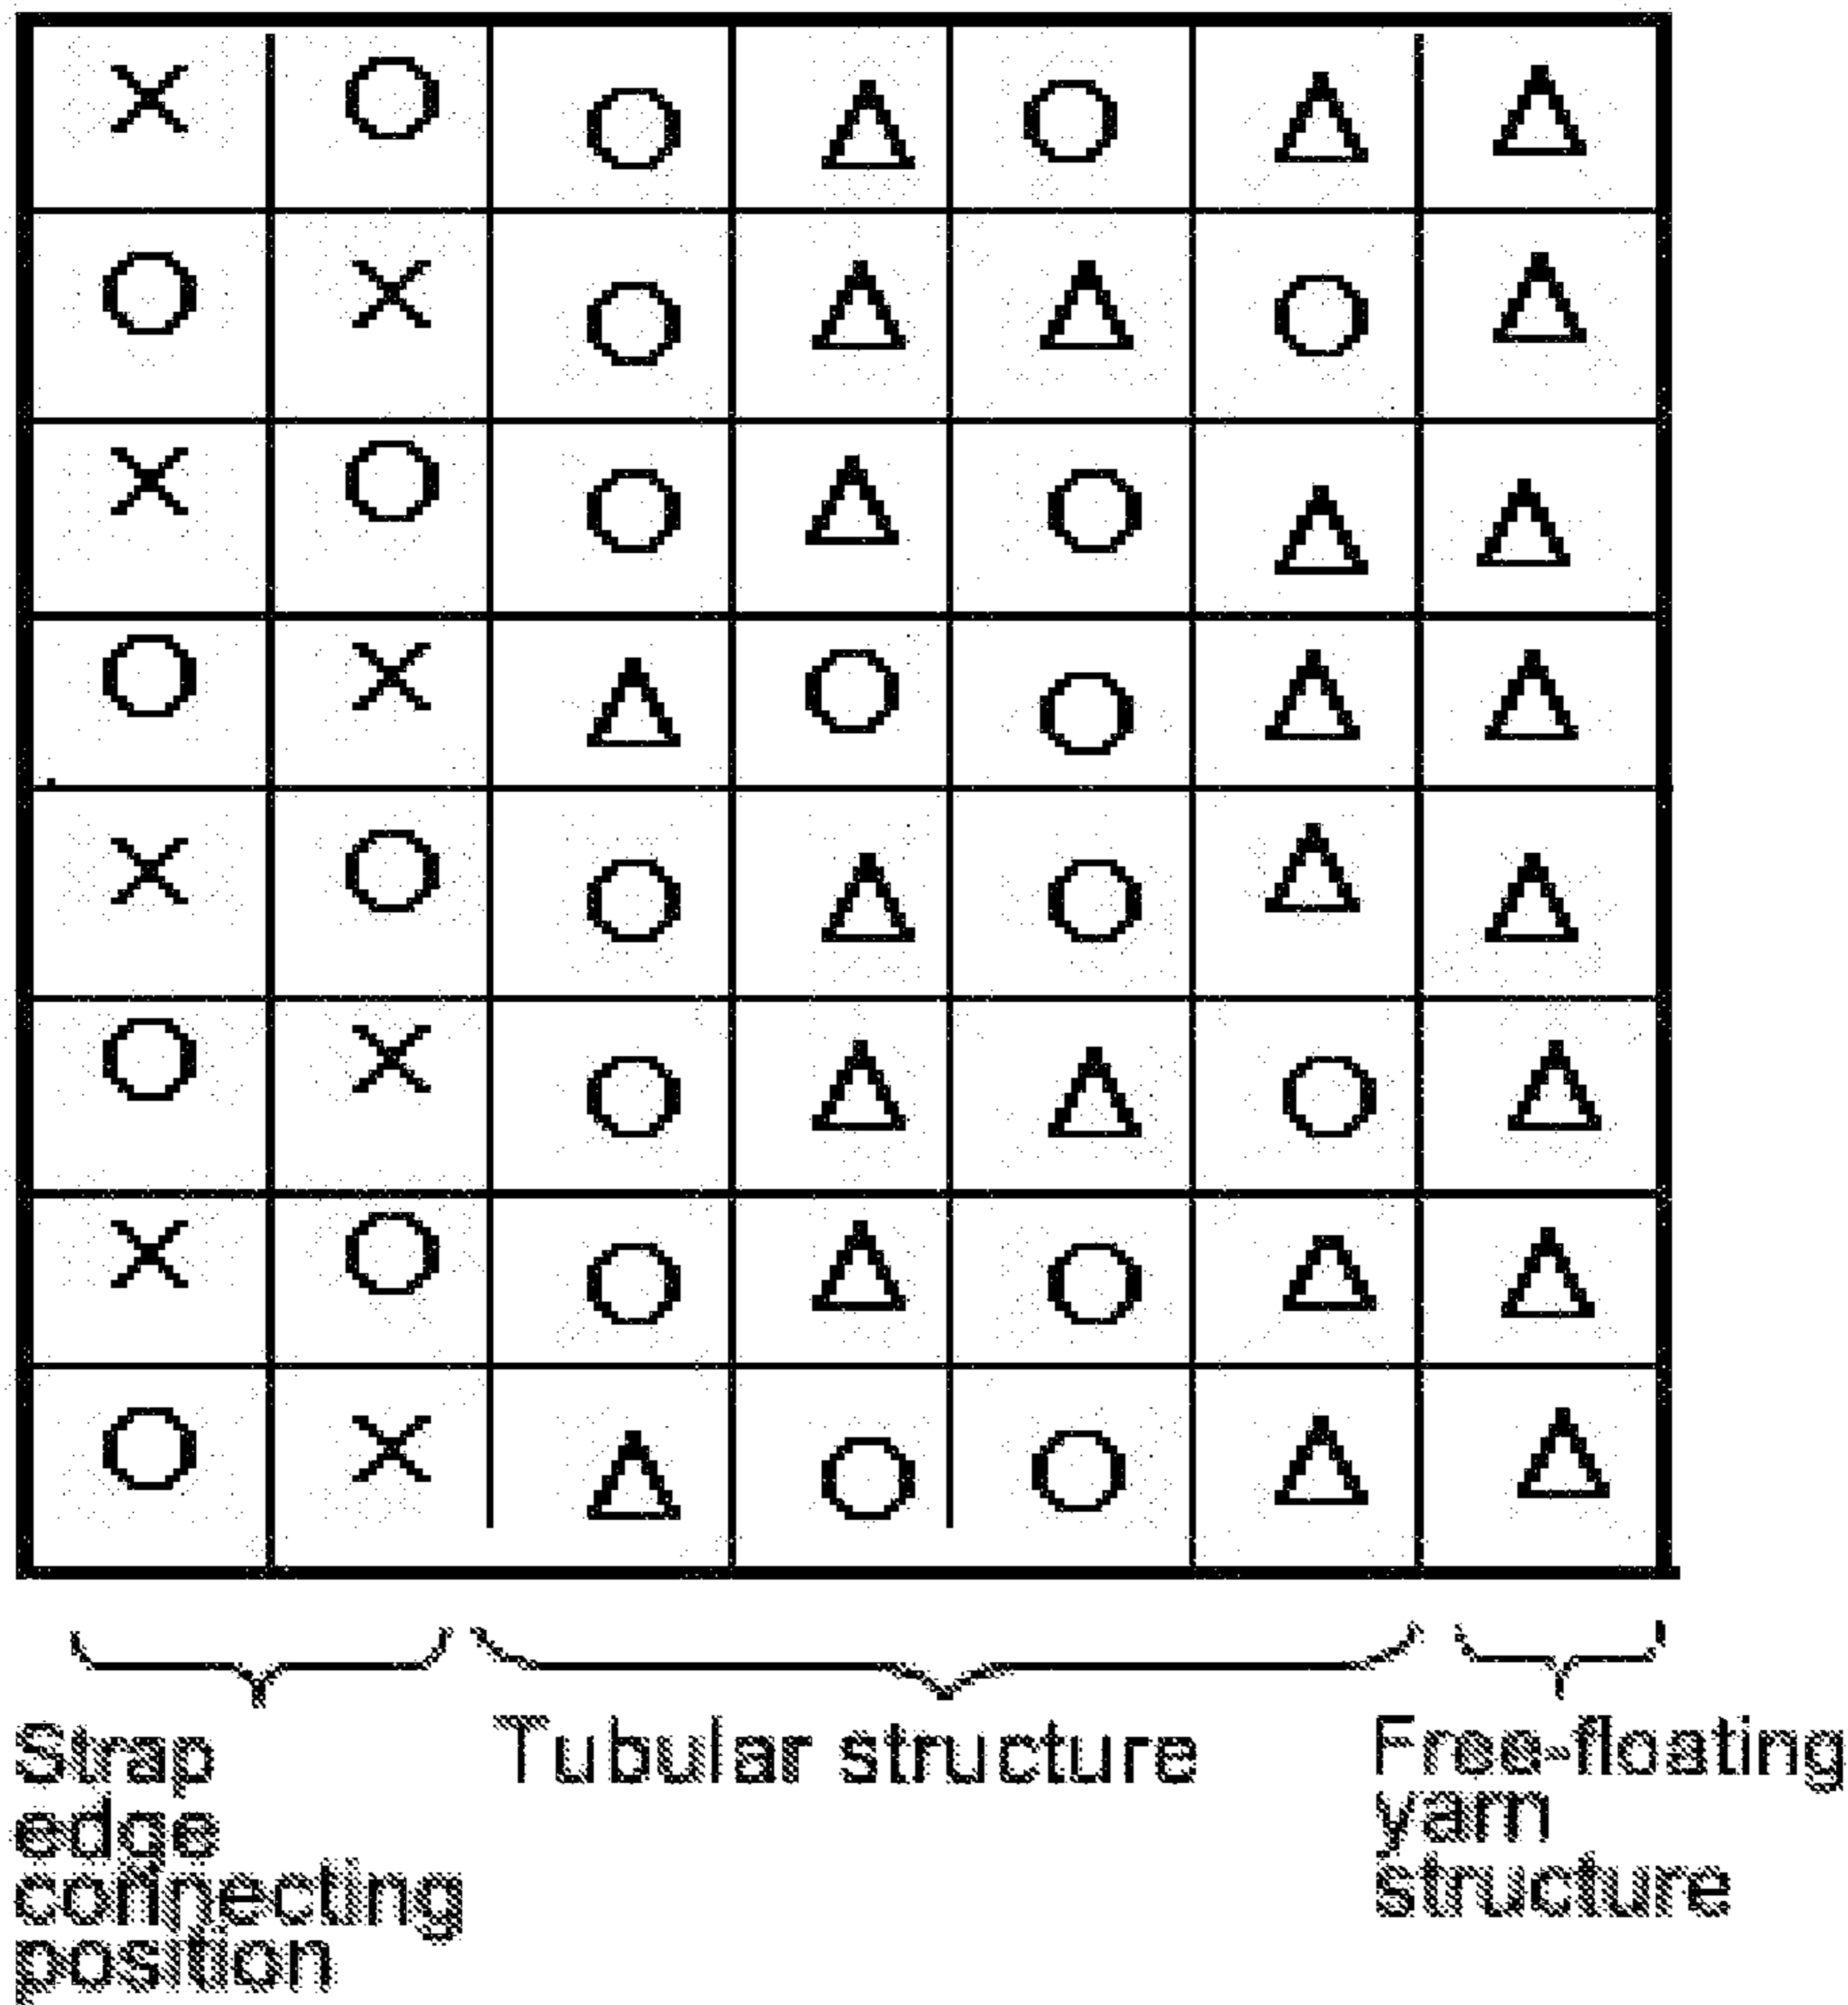 Strap
edge
connecting
position
Tubular structure
Free-floating
yarn
structure